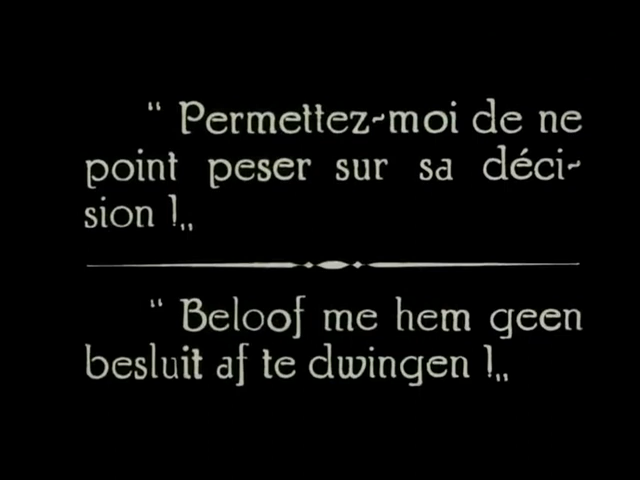 “ Permettez-moi de ne
point peser sur sa déci-
sion !„
“ Beloof me hem geen
besluit af te dwingen !„